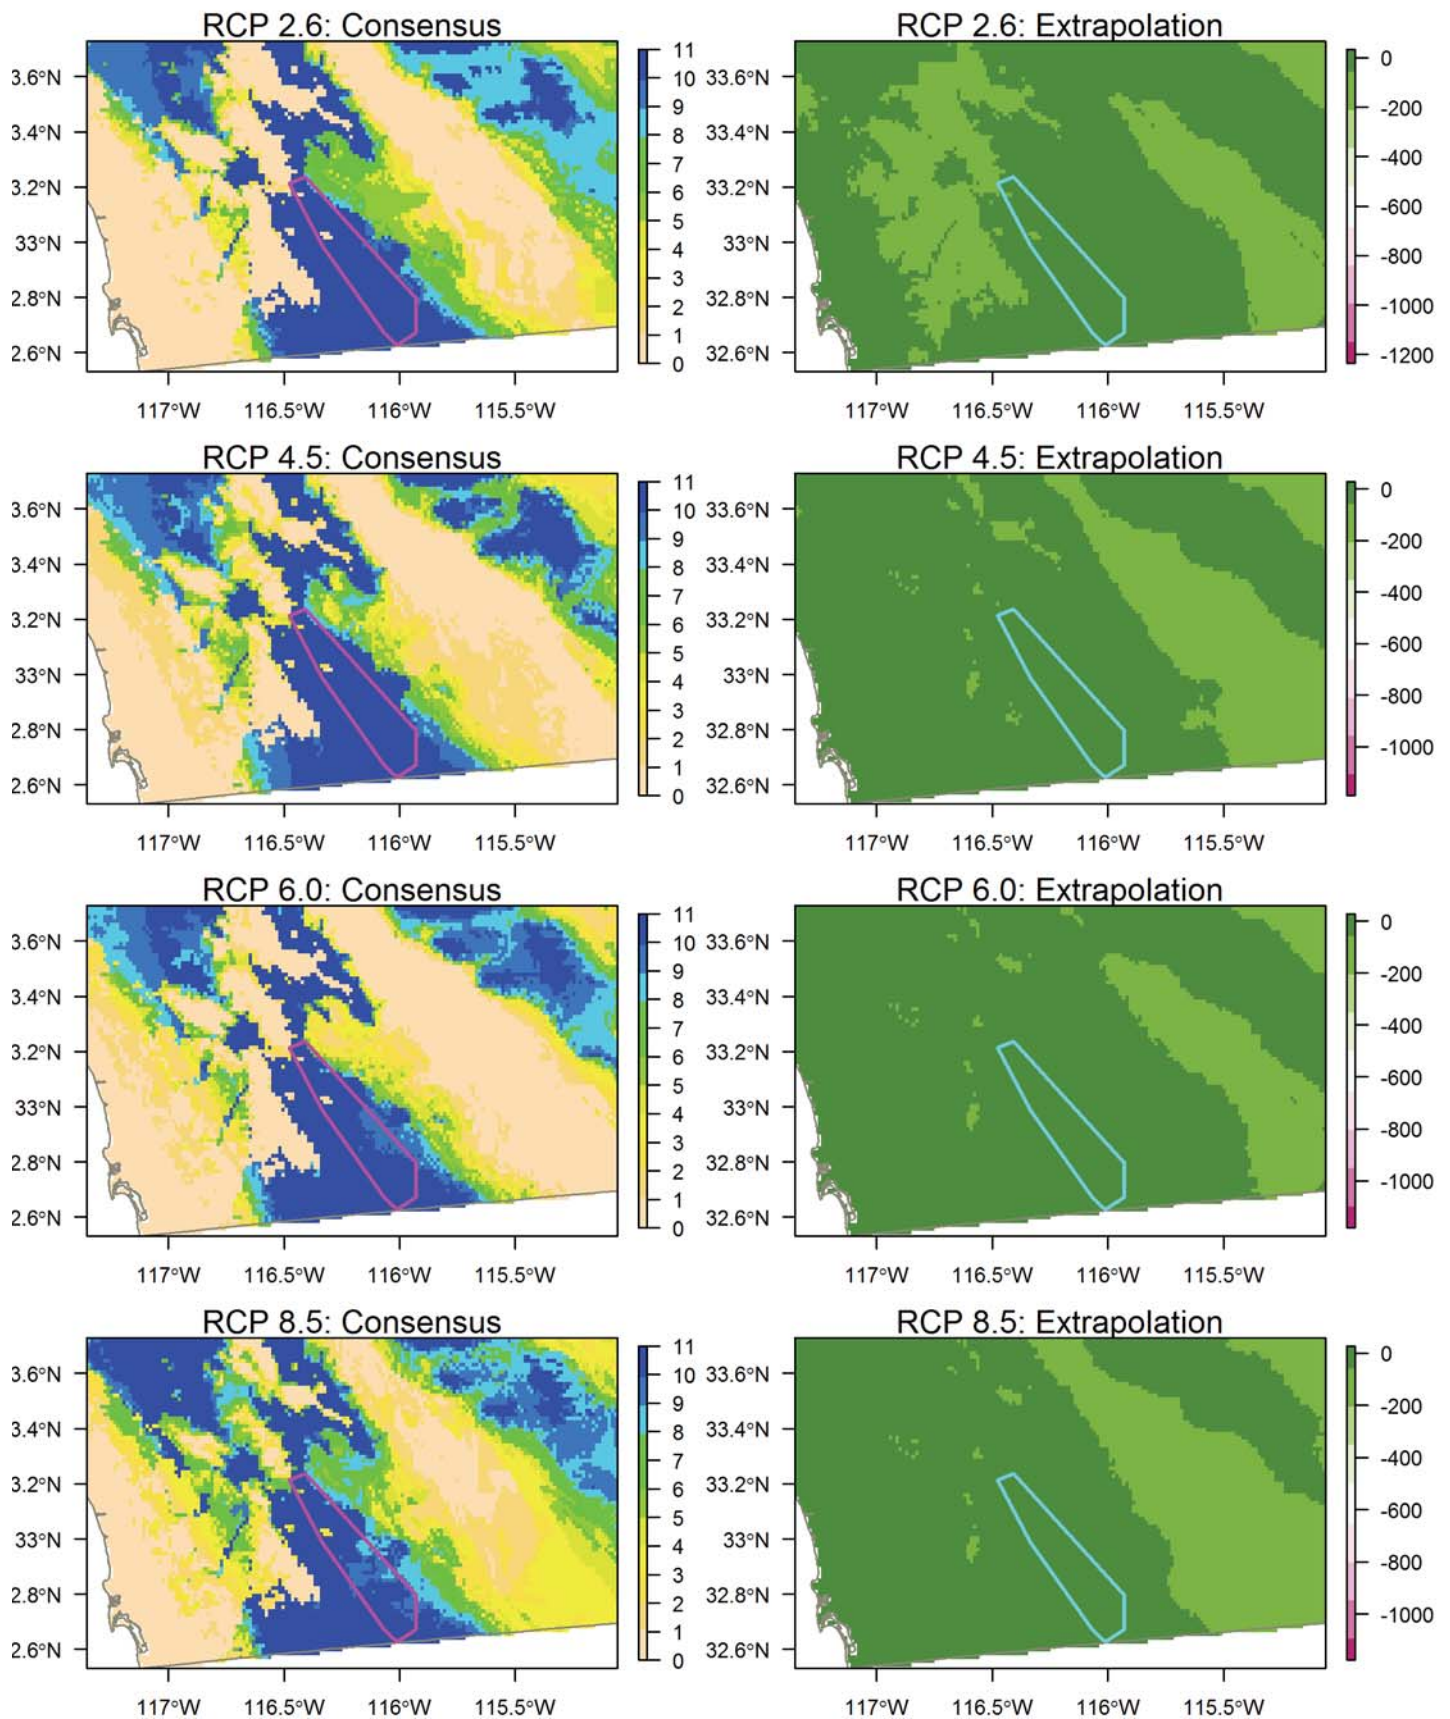 RCP 2.6: Consensus
3.6°N
3.4°N
3.2°N
33°N
2.8°N
2.6°N
117°W 116.5°W 116°W 115.5°W
11
10
9
8
7
6
5
4
3
2
1
0
RCP 2.6: Extrapolation
33.6°N
33.4°N
33.2°N
33°N
32.8°N
32.6°N
117°W 116.5°W 116°W 115.5°W
0
-200
-400
-600
-800
-1000
-1200
RCP 4.5: Consensus
3.6°N
3.4°N
3.2°N
33°N
2.8°N
2.6°N
117°W 116.5°W 116°W 115.5°W
11
10
9
8
7
6
5
4
3
2
1
0
RCP 4.5: Extrapolation
33.6°N
33.4°N
33.2°N
33°N
32.8°N
32.6°N
117°W 116.5°W 116°W 115.5°W
0
-200
-400
-600
-800
-1000
RCP 6.0: Consensus
3.6°N
3.4°N
3.2°N
33°N
2.8°N
2.6°N
117°W 116.5°W 116°W 115.5°W
11
10
9
8
7
6
5
4
3
2
1
0
RCP 6.0: Extrapolation
33.6°N
33.4°N
33.2°N
33°N
32.8°N
32.6°N
117°W 116.5°W 116°W 115.5°W
0
-200
-400
-600
-800
-1000
RCP 8.5: Consensus
3.6°N
3.4°N
3.2°N
33°N
2.8°N
2.6°N
117°W 116.5°W 116°W 115.5°W
11
10
9
8
7
6
5
4
3
2
1
0
RCP 8.5: Extrapolation
33.6°N
33.4°N
33.2°N
33°N
32.8°N
32.6°N
117°W 116.5°W 116°W 115.5°W
0
-200
-400
-600
-800
-1000